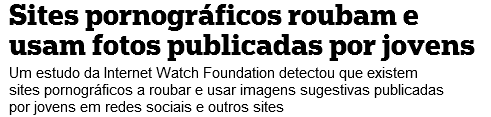 Sites pornográficos roubam e
usam fotos publicadas por jovens
Um estudo da Internet Watch Foundation detectou que existem
sites pornográficos a roubar e usar imagens sugestivas publicadas
por jovens em redes sociais e outros sites